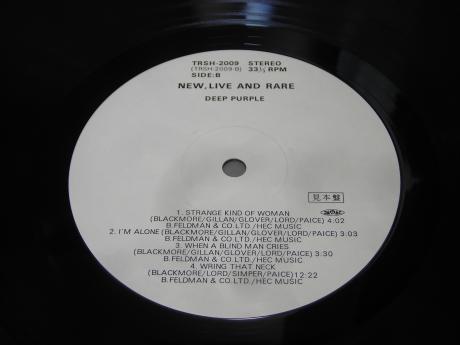 TRSH-2009 STEREO
(TRSH-2009-B) 33⅓ RPM
SIDE:B
NEW, LIVE AND RARE
DEEP PURPLE
見本盤
1. STRANGE KIND OF WOMAN
(BLACKMORE/GILLAN/GLOVER/LORD/PAICE) 4:02
B.FELDMAN & CO.LTD./HEC MUSIC
2. I'M ALONE (BLACKMORE/GILLAN/GLOVER/LORD/PAICE) 3:03
B.FELDMAN & CO.LTD./HEC MUSIC
3. WHEN A BLIND MAN CRIES
(BLACKMORE/GILLAN/GLOVER/LORD/PAICE) 3:30
B.FELDMAN & CO.LTD./HEC MUSIC
4. WRING THAT NECK
(BLACKMORE/LORD/SIMPER/PAICE) 12:22
B.FELDMAN & CO.LTD./HEC MUSIC